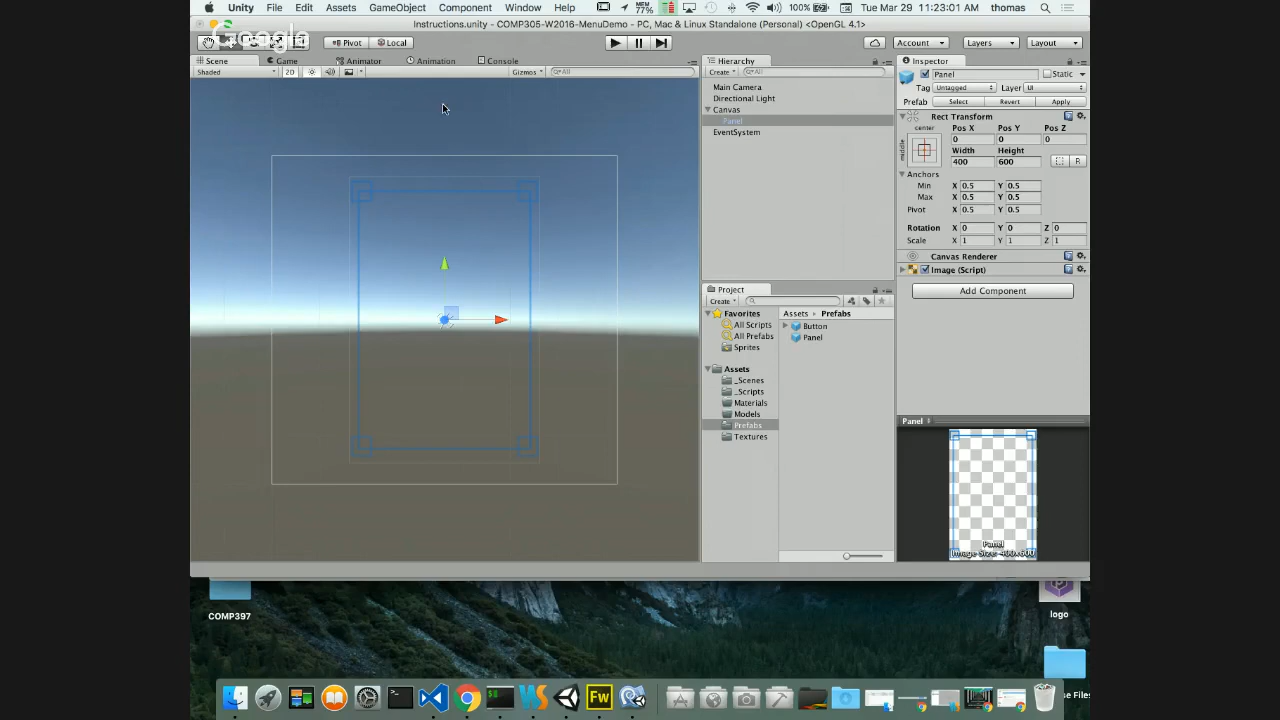 Unity File Edit Assets GameObject Component Window Help MEM 77% 100% Tue Mar 29 11:23:01 AM thomas
Instructions.unity - COMP305-W2016-MenuDemo - PC, Mac & Linux Standalone (Personal) <OpenGL 4.1>
Google
Pivot Local Account Layers Layout
Scene Game Animator Animation Console
Shaded 2D Gizmos All
Hierarchy
Create All
Main Camera
Directional Light
Canvas
Panel
EventSystem
Project
Create
Favorites
All Scripts
All Prefabs
Sprites
Assets
_Scenes
_Scripts
Materials
Models
Prefabs
Textures
Assets Prefabs
Button
Panel
Inspector
Panel Static
Tag Untagged Layer UI
Prefab Select Revert Apply
Rect Transform
center Pos X Pos Y Pos Z
middle 0 0 0
Width Height
400 600 R
Anchors
Min X 0.5 Y 0.5
Max X 0.5 Y 0.5
Pivot X 0.5 Y 0.5
Rotation X 0 Y 0 Z 0
Scale X 1 Y 1 Z 1
Canvas Renderer
Image (Script)
Add Component
Panel
Panel
Image Size: 400x600
COMP397
logo
Fw